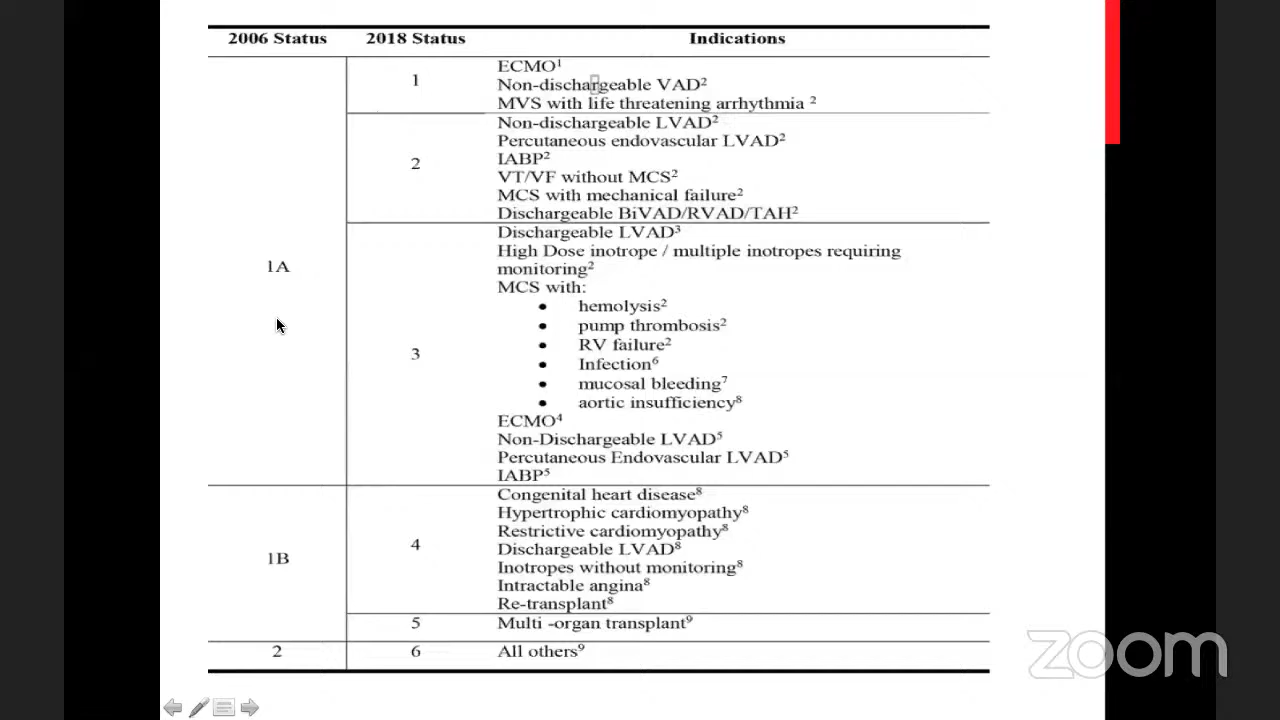 2006 Status 2018 Status Indications
1A
1
ECMO¹
Non-dischargeable VAD²
MVS with life threatening arrhythmia ²
2
Non-dischargeable LVAD²
Percutaneous endovascular LVAD²
IABP²
VT/VF without MCS²
MCS with mechanical failure²
Dischargeable BiVAD/RVAD/TAH²
3
Dischargeable LVAD³
High Dose inotrope / multiple inotropes requiring
monitoring²
MCS with:
• hemolysis²
• pump thrombosis²
• RV failure²
• Infection⁶
• mucosal bleeding⁷
• aortic insufficiency⁸
ECMO⁴
Non-Dischargeable LVAD⁵
Percutaneous Endovascular LVAD⁵
IABP⁵
1B
4
Congenital heart disease⁸
Hypertrophic cardiomyopathy⁸
Restrictive cardiomyopathy⁸
Dischargeable LVAD⁸
Inotropes without monitoring⁸
Intractable angina⁸
Re-transplant⁸
5 Multi -organ transplant⁹
2 6 All others⁹
zoom